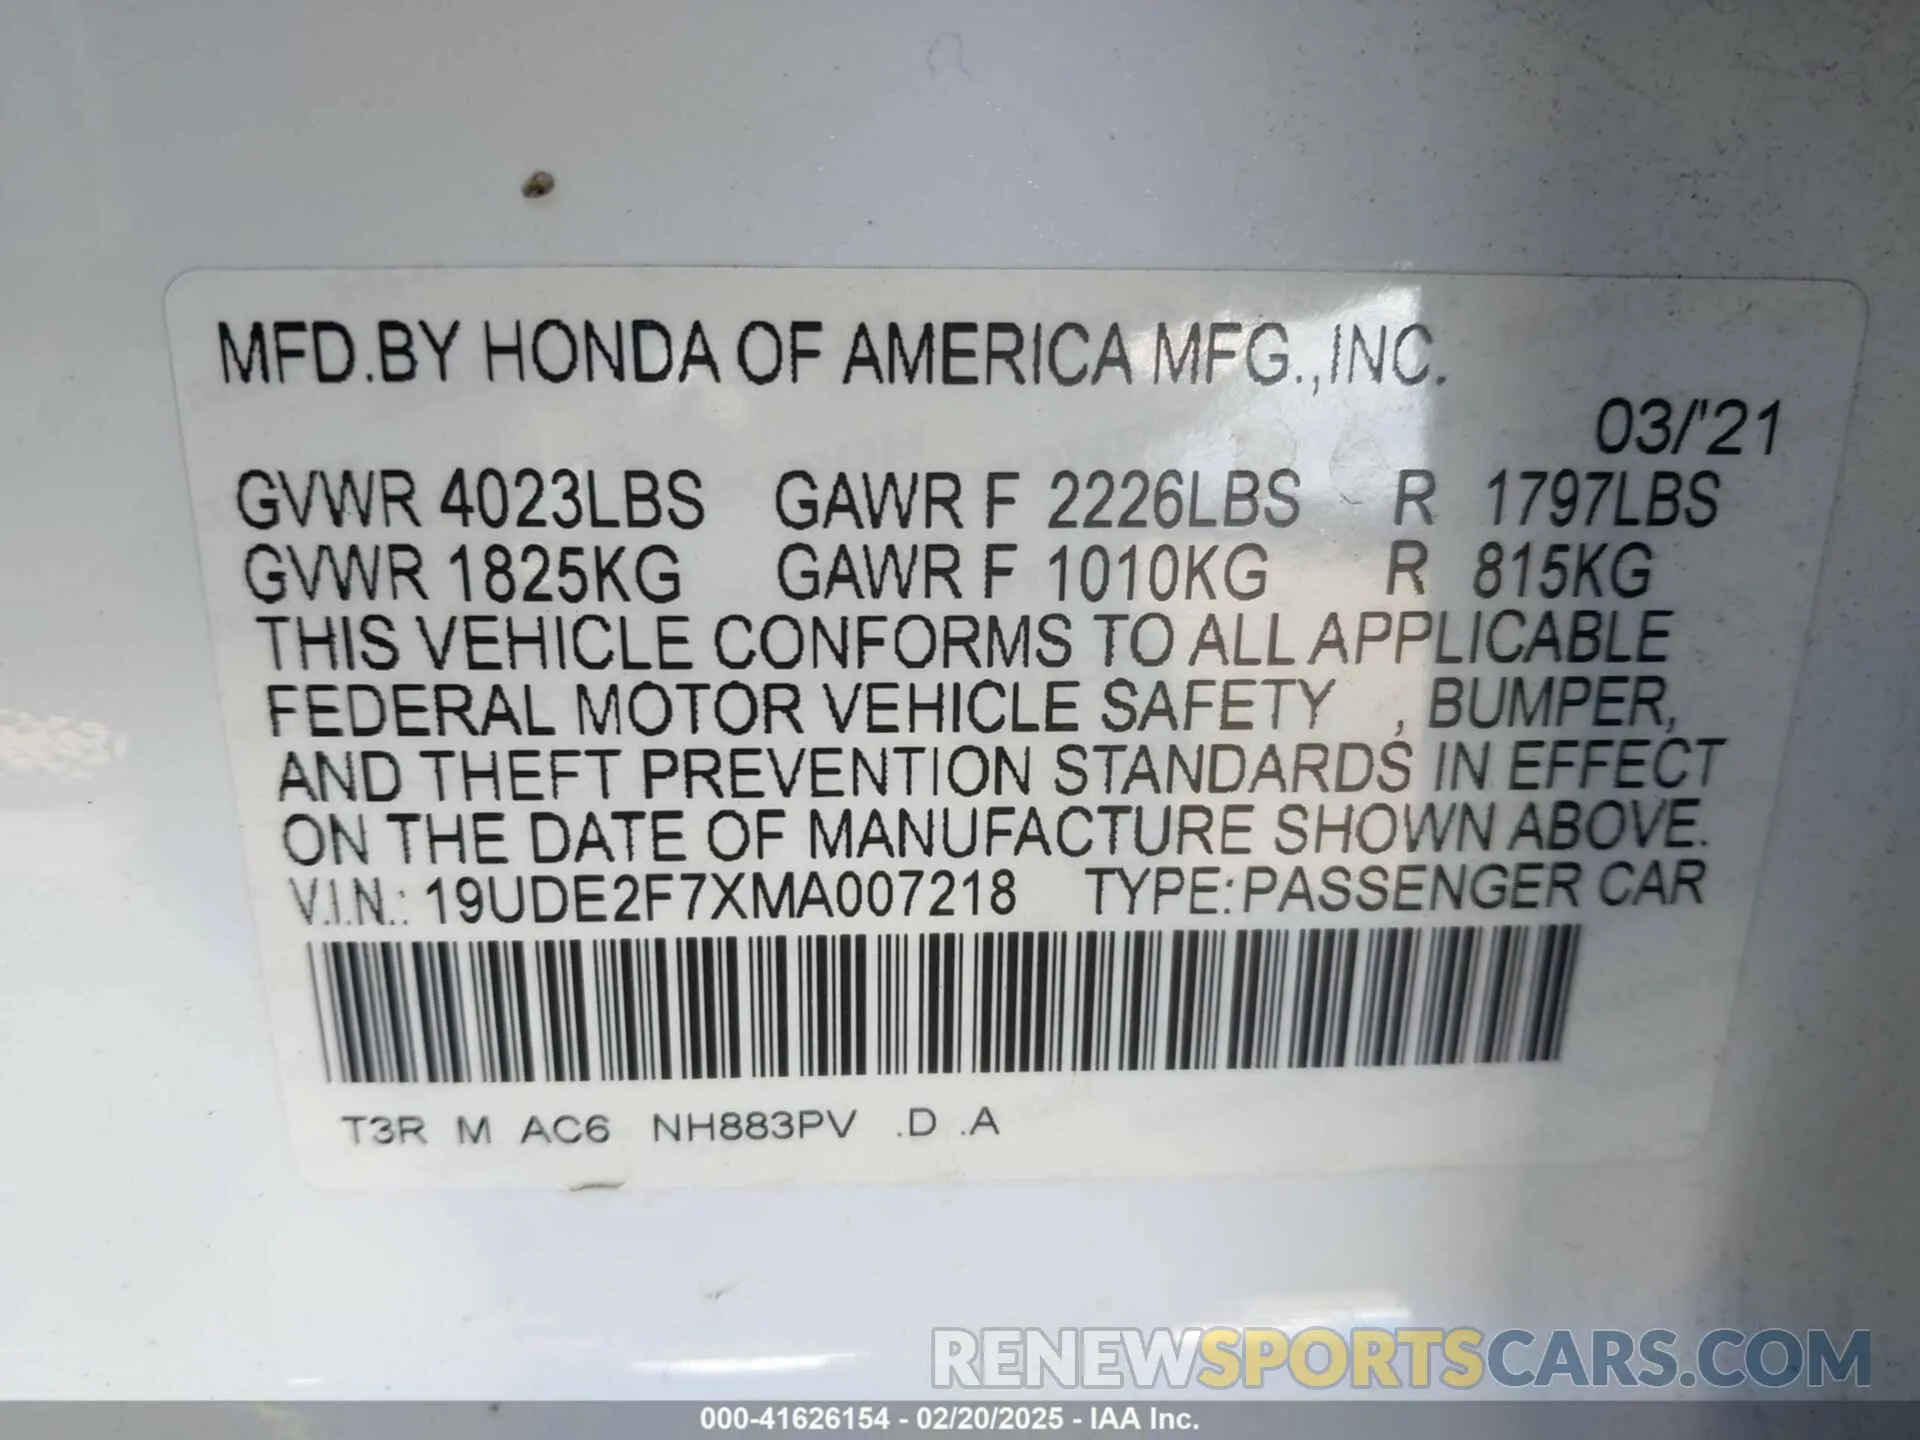 MFD.BY HONDA OF AMERICA MFG.,INC.
03/'21
GVWR 4023LBS GAWR F 2226LBS R 1797LBS
GVWR 1825KG GAWR F 1010KG R 815KG
THIS VEHICLE CONFORMS TO ALL APPLICABLE
FEDERAL MOTOR VEHICLE SAFETY , BUMPER,
AND THEFT PREVENTION STANDARDS IN EFFECT
ON THE DATE OF MANUFACTURE SHOWN ABOVE.
V.I.N.: 19UDE2F7XMA007218 TYPE:PASSENGER CAR
T3R M AC6 NH883PV .D .A
RENEWSPORTSCARS.COM
000-41626154 - 02/20/2025 - IAA Inc.